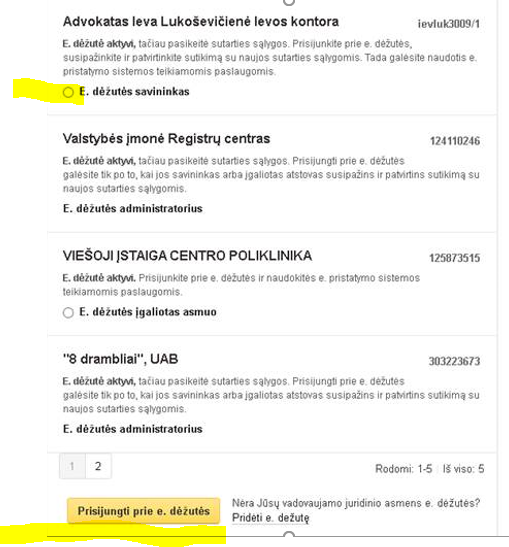 Advokatas Ieva Lukoševičienė Ievos kontora
ievluk3009/1
E. dėžutė aktyvi, tačiau pasikeitė sutarties sąlygos. Prisijunkite prie e. dėžutės,
susipažinkite ir patvirtinkite sutikimą su naujos sutarties sąlygomis. Tada galėsite naudotis e.
pristatymo sistemos teikiamomis paslaugomis.
E. dėžutės savininkas
Valstybės įmonė Registrų centras
124110246
E. dėžutė aktyvi, tačiau pasikeitė sutarties sąlygos. Prisijungti prie e. dėžutės
galėsite tik po to, kai jos savininkas arba įgaliotas atstovas susipažins ir patvirtins sutikimą su
naujos sutarties sąlygomis.
E. dėžutės administratorius
VIEŠOJI ĮSTAIGA CENTRO POLIKLINIKA
125873515
E. dėžutė aktyvi. Prisijunkite prie e. dėžutės ir naudokitės e. pristatymo sistemos
teikiamomis paslaugomis.
E. dėžutės įgaliotas asmuo
"8 drambliai", UAB
303223673
E. dėžutė aktyvi, tačiau pasikeitė sutarties sąlygos. Prisijungti prie e. dėžutės
galėsite tik po to, kai jos savininkas arba įgaliotas atstovas susipažins ir patvirtins sutikimą su
naujos sutarties sąlygomis.
E. dėžutės administratorius
1 2
Rodomi: 1-5 Iš viso: 5
Prisijungti prie e. dėžutės
Nėra Jūsų vadovaujamo juridinio asmens e. dėžutės?
Pridėti e. dežutę